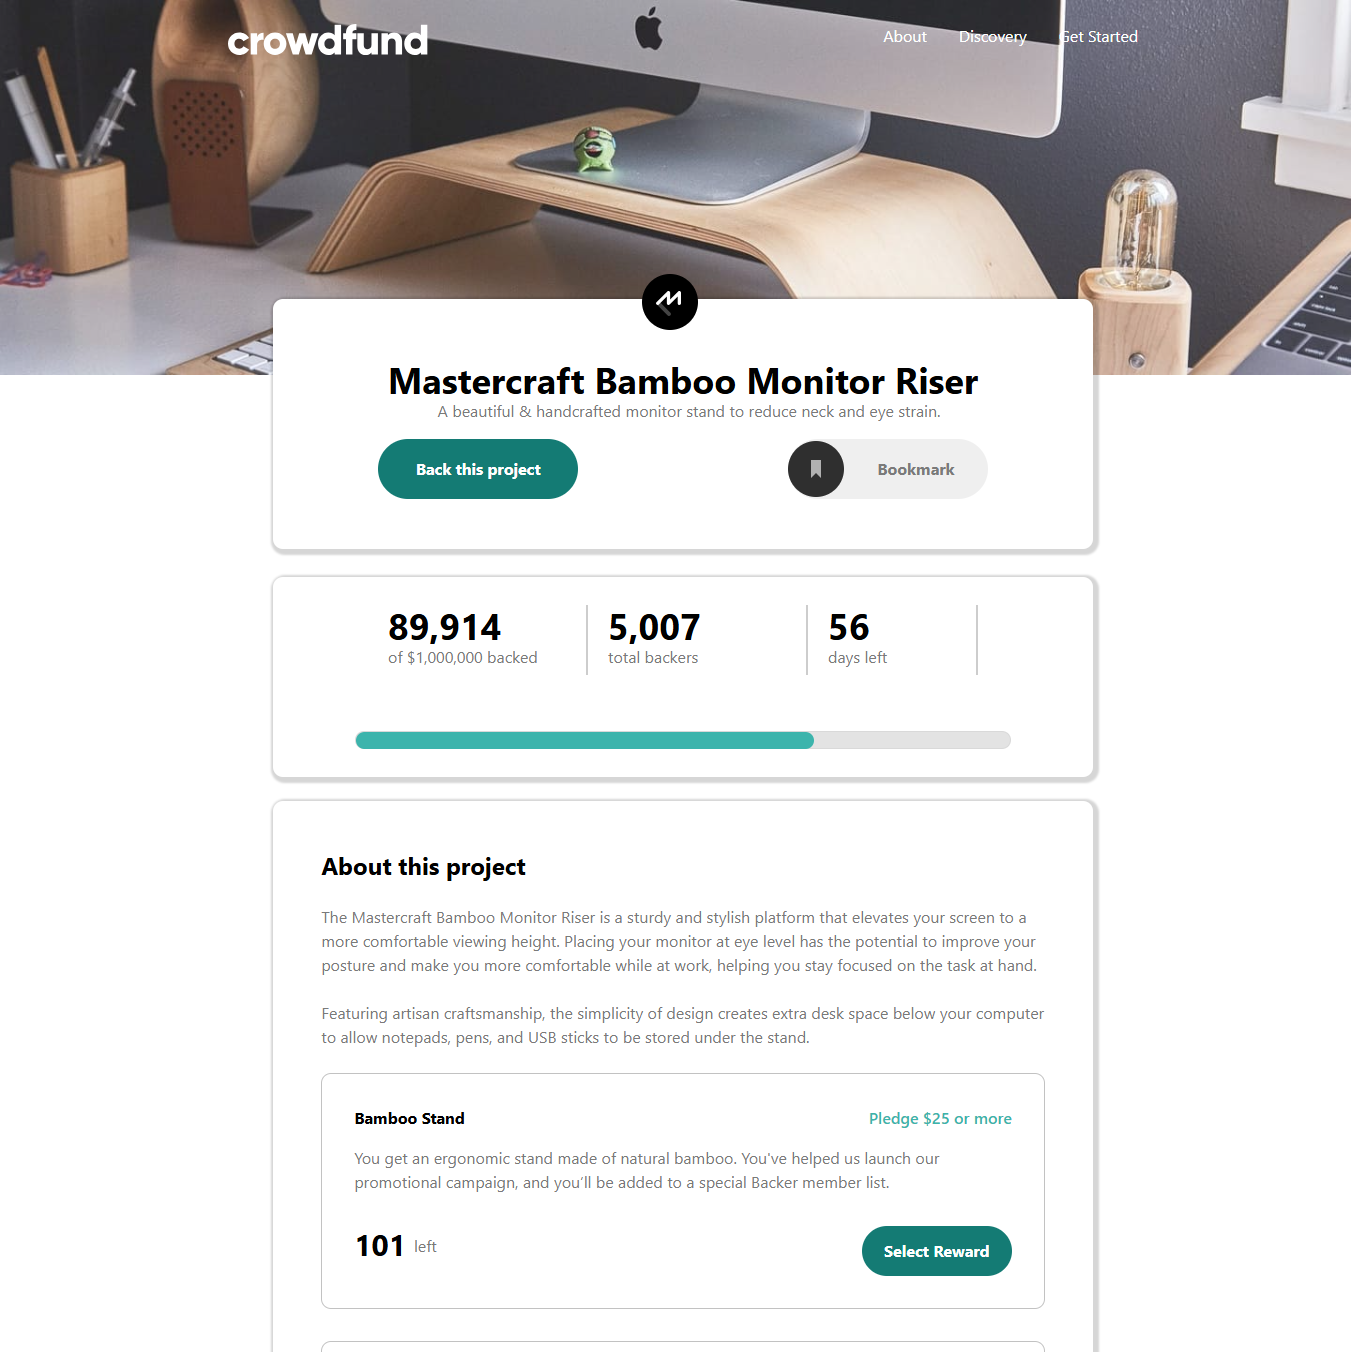 crowdfund
About Discovery Get Started
Mastercraft Bamboo Monitor Riser
A beautiful & handcrafted monitor stand to reduce neck and eye strain.
Back this project
Bookmark
89,914
of $1,000,000 backed
5,007
total backers
56
days left
About this project
The Mastercraft Bamboo Monitor Riser is a sturdy and stylish platform that elevates your screen to a
more comfortable viewing height. Placing your monitor at eye level has the potential to improve your
posture and make you more comfortable while at work, helping you stay focused on the task at hand.
Featuring artisan craftsmanship, the simplicity of design creates extra desk space below your computer
to allow notepads, pens, and USB sticks to be stored under the stand.
Bamboo Stand
Pledge $25 or more
You get an ergonomic stand made of natural bamboo. You've helped us launch our
promotional campaign, and you’ll be added to a special Backer member list.
101 left
Select Reward